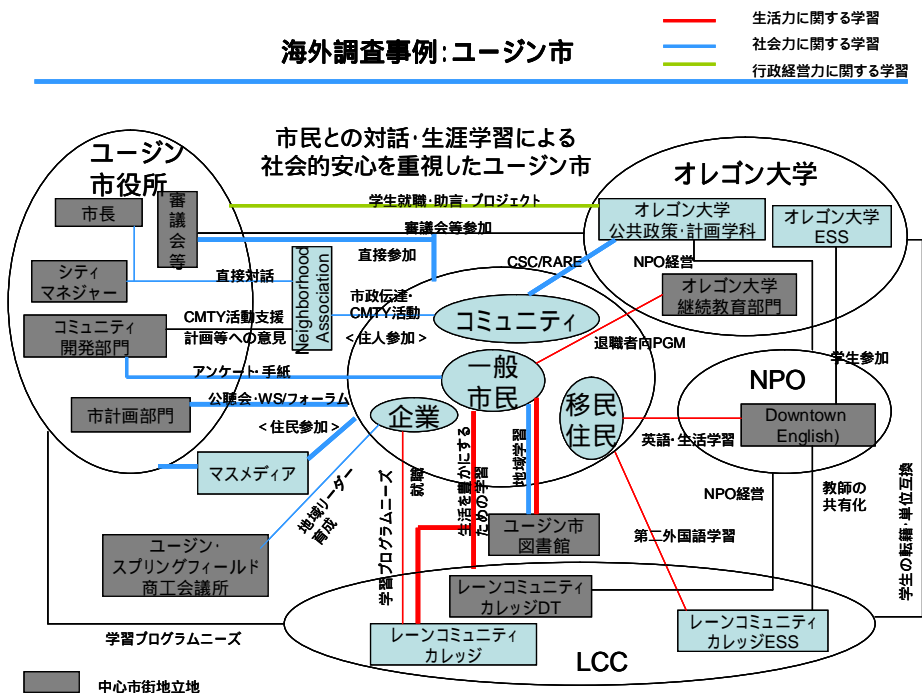 生活力に関する学習
社会力に関する学習
行政経営力に関する学習
海外調査事例：ユージン市
市民との対話・生涯学習による
社会的安心を重視したユージン市
ユージン
市役所
オレゴン大学
市長
審議会等
学生就職・助言・プロジェクト
審議会等参加
直接参加
オレゴン大学
公共政策・計画学科
オレゴン大学
ESS
CSC/RARE
NPO経営
シティ
マネジャー
直接対話
Neighborhood
Association
市政伝達・
CMTY活動
<住人参加>
コミュニティ
オレゴン大学
継続教育部門
コミュニティ
開発部門
CMTY活動支援
計画等への意見
退職者向PGM
学生参加
アンケート・手紙
一般
市民
NPO
市計画部門
公聴会・WS/フォーラム
<住民参加>
企業
移民
住民
Downtown
English)
英語・生活学習
マスメディア
地域リーダー
育成
学習プログラムニーズ
就職
生活を豊かにする
ための学習
地域学習
NPO経営
教師の
共有化
学生の転籍・単位互換
ユージン市
図書館
第二外国語学習
ユージン・
スプリングフィールド
商工会議所
レーンコミュニティ
カレッジDT
学習プログラムニーズ
レーンコミュニティ
カレッジ
LCC
レーンコミュニティ
カレッジESS
中心市街地立地